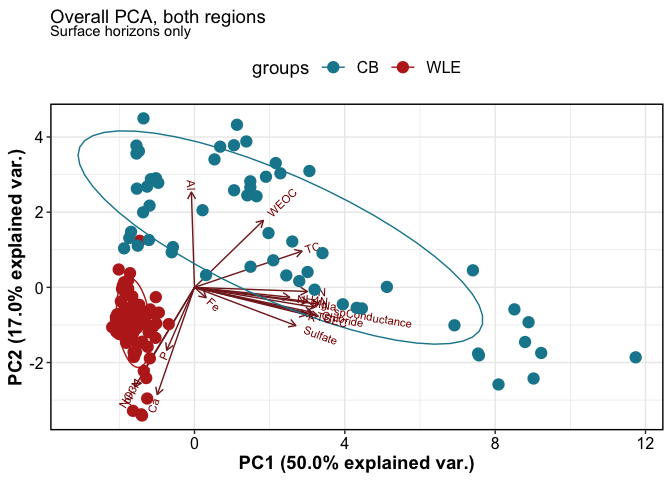 Overall PCA, both regions
Surface horizons only
groups CB WLE
PC2 (17.0% explained var.)
4
2
0
-2
Al
WEOC
TC
Fe
Sulfate
P
Ca
0 4 8 12
PC1 (50.0% explained var.)